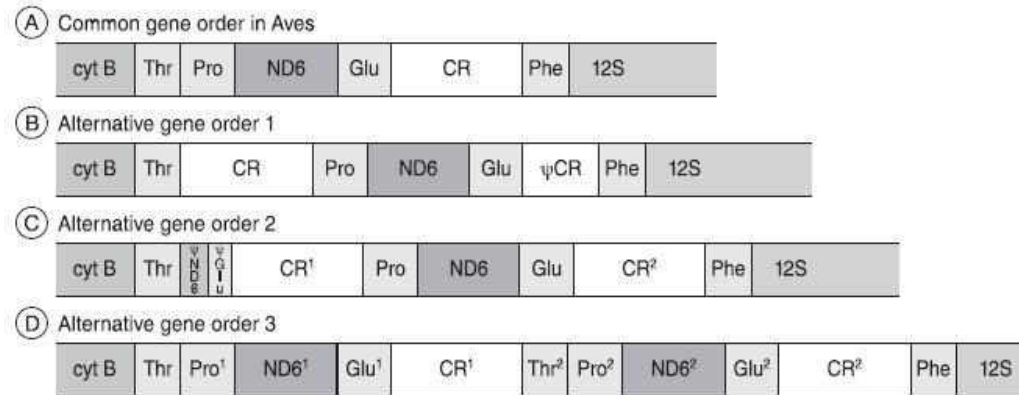 A Common gene order in Aves
cyt B Thr Pro ND6 Glu CR Phe 12S
B Alternative gene order 1
cyt B Thr CR Pro ND6 Glu ψCR Phe 12S
C Alternative gene order 2
cyt B Thr ψND6 ψGlu CR¹ Pro ND6 Glu CR² Phe 12S
D Alternative gene order 3
cyt B Thr Pro¹ ND6¹ Glu¹ CR¹ Thr² Pro² ND6² Glu² CR² Phe 12S